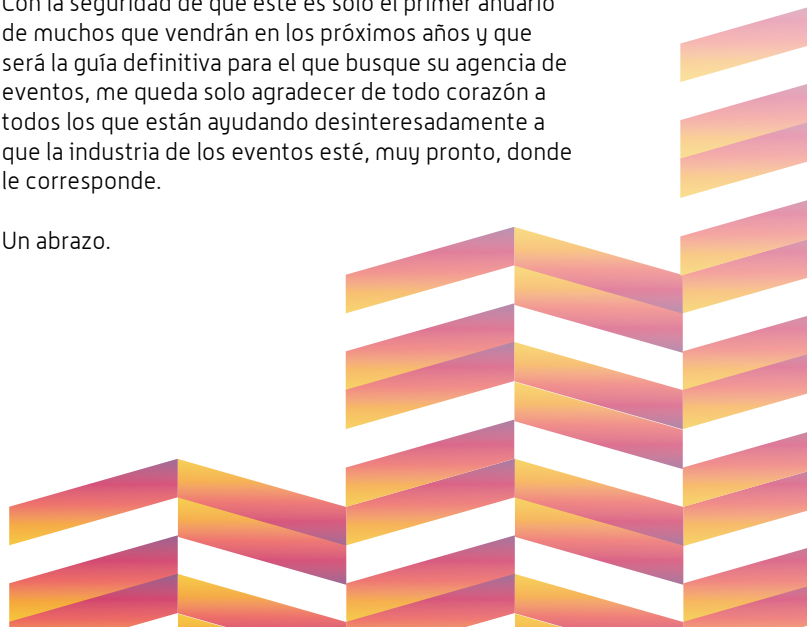 Con la seguridad de que este es solo el primer anuario
de muchos que vendrán en los próximos años y que
será la guía definitiva para el que busque su agencia de
eventos, me queda solo agradecer de todo corazón a
todos los que están ayudando desinteresadamente a
que la industria de los eventos esté, muy pronto, donde
le corresponde.
Un abrazo.